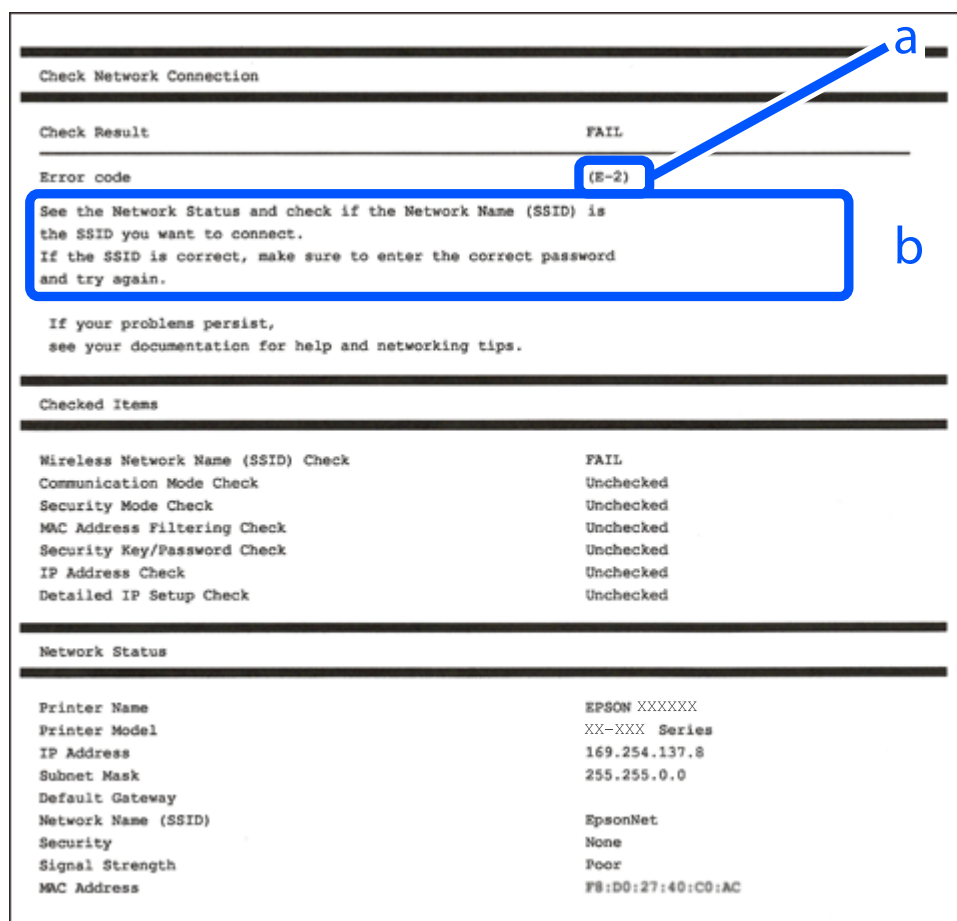 a
Check Network Connection
Check Result FAIL
Error code (E-2)
See the Network Status and check if the Network Name (SSID) is
the SSID you want to connect.
If the SSID is correct, make sure to enter the correct password
and try again.
b
If your problems persist,
see your documentation for help and networking tips.
Checked Items
Wireless Network Name (SSID) Check FAIL
Communication Mode Check Unchecked
Security Mode Check Unchecked
MAC Address Filtering Check Unchecked
Security Key/Password Check Unchecked
IP Address Check Unchecked
Detailed IP Setup Check Unchecked
Network Status
Printer Name EPSON XXXXXX
Printer Model XX-XXX Series
IP Address 169.254.137.8
Subnet Mask 255.255.0.0
Default Gateway
Network Name (SSID) EpsonNet
Security None
Signal Strength Poor
MAC Address F8:D0:27:40:C0:AC